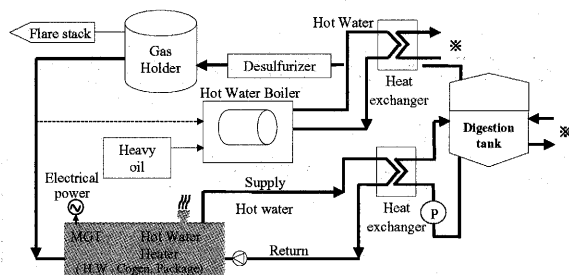 Hot Water
Flare stack
Gas
Holder
※
Desulfurizer
Hot Water Boiler
Heat
exchanger
Digestion
tank
※
Heavy
oil
Electrical
power
Supply
Hot water
Heat
exchanger
P
MGT Hot Water
Heater
( H.W. Cogen. Package)
Return